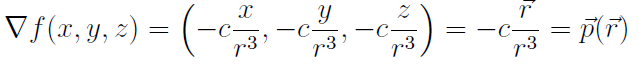 ∇f(x, y, z) = (−c x/r³, −c y/r³, −c z/r³) = −c r⃗/r³ = p⃗(r⃗)